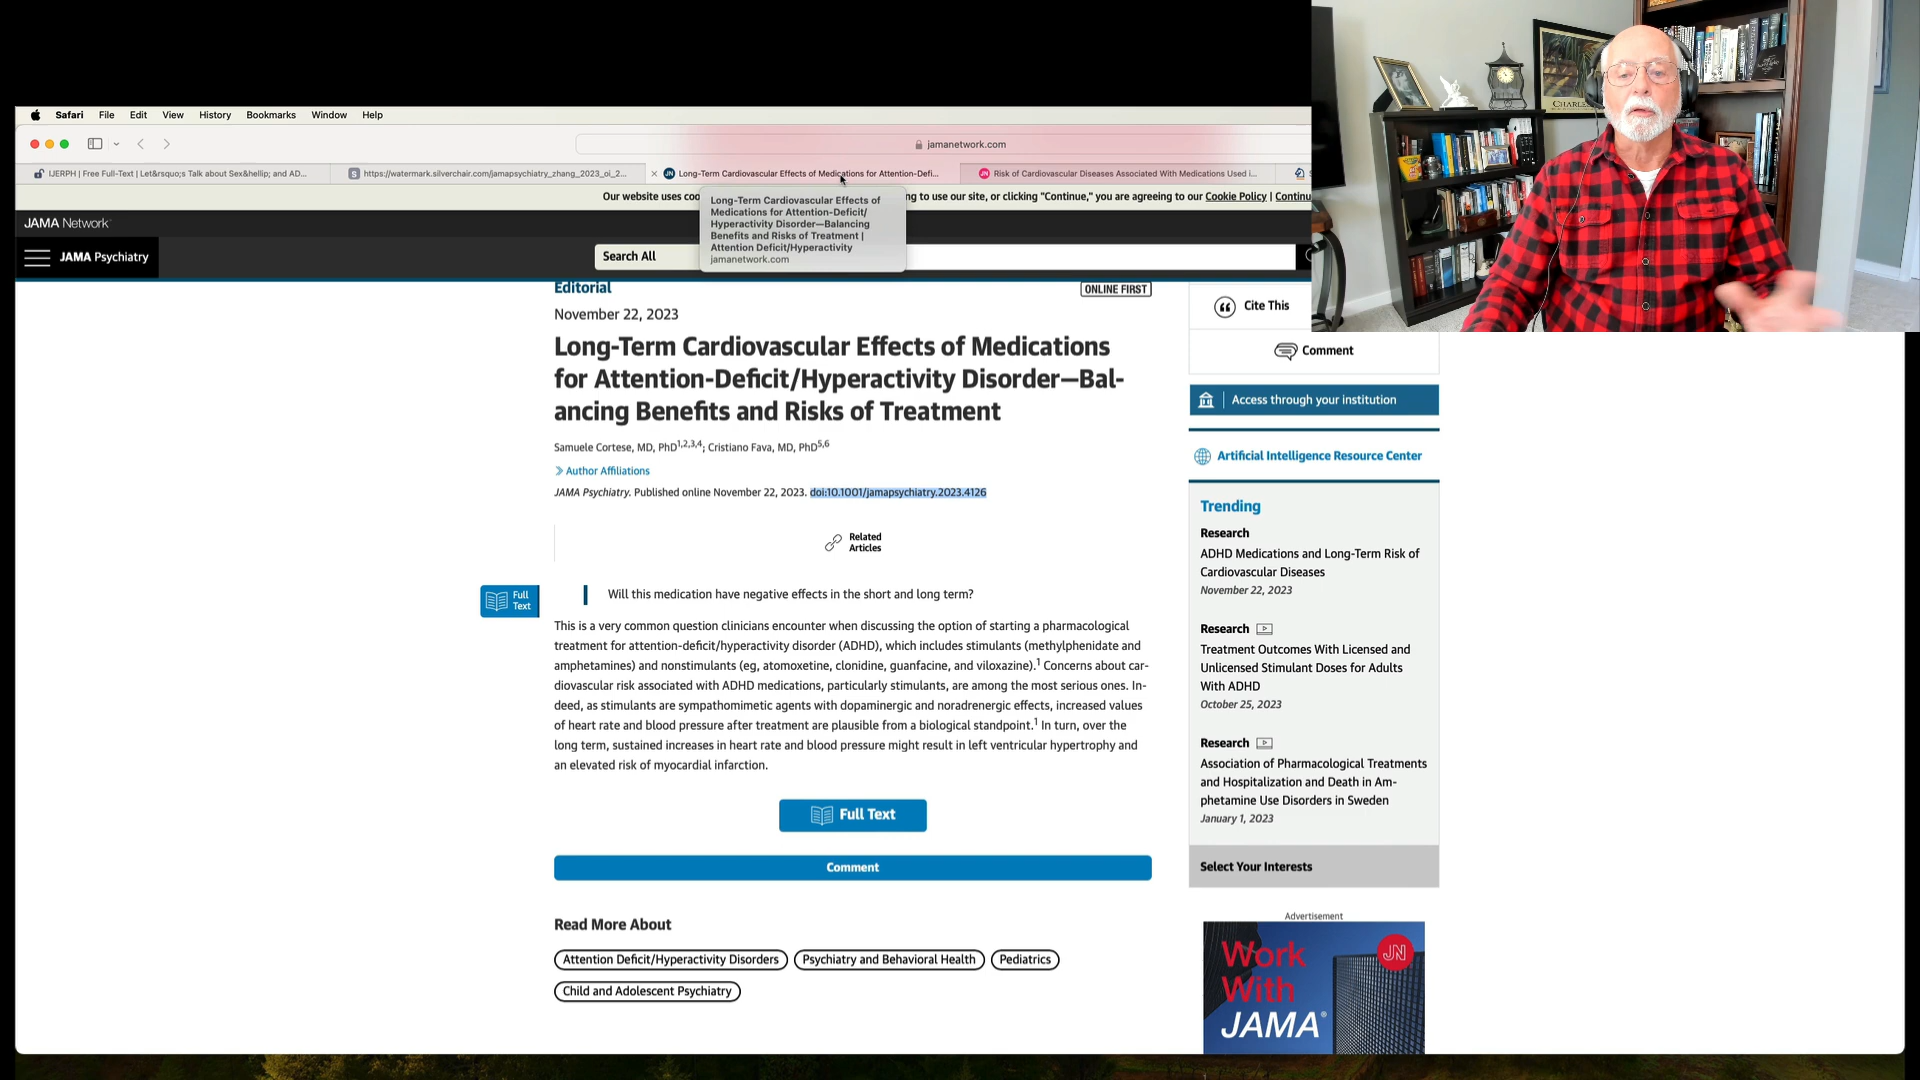 CHARLES
Safari File Edit View History Bookmarks Window Help
jamanetwork.com
IJERPH | Free Full-Text | Let&rsquo;s Talk about Sex&hellip; and AD...
https://watermark.silverchair.com/jamapsychiatry_zhang_2023_oi_2...
Long-Term Cardiovascular Effects of Medications for Attention-Defi...
Risk of Cardiovascular Diseases Associated With Medications Used i...
Our website uses coo
ng to use our site, or clicking "Continue," you are agreeing to our Cookie Policy | Continu
Long-Term Cardiovascular Effects of
Medications for Attention-Deficit/
Hyperactivity Disorder—Balancing
Benefits and Risks of Treatment |
Attention Deficit/Hyperactivity
jamanetwork.com
JAMA Network
JAMA Psychiatry
Search All
Editorial
ONLINE FIRST
November 22, 2023
Long-Term Cardiovascular Effects of Medications
for Attention-Deficit/Hyperactivity Disorder—Bal-
ancing Benefits and Risks of Treatment
Samuele Cortese, MD, PhD1,2,3,4; Cristiano Fava, MD, PhD5,6
Author Affiliations
JAMA Psychiatry. Published online November 22, 2023. doi:10.1001/jamapsychiatry.2023.4126
Related
Articles
Full
Text
Will this medication have negative effects in the short and long term?
This is a very common question clinicians encounter when discussing the option of starting a pharmacological
treatment for attention-deficit/hyperactivity disorder (ADHD), which includes stimulants (methylphenidate and
amphetamines) and nonstimulants (eg, atomoxetine, clonidine, guanfacine, and viloxazine).1 Concerns about car-
diovascular risk associated with ADHD medications, particularly stimulants, are among the most serious ones. In-
deed, as stimulants are sympathomimetic agents with dopaminergic and noradrenergic effects, increased values
of heart rate and blood pressure after treatment are plausible from a biological standpoint.1 In turn, over the
long term, sustained increases in heart rate and blood pressure might result in left ventricular hypertrophy and
an elevated risk of myocardial infarction.
Full Text
Comment
Read More About
Attention Deficit/Hyperactivity Disorders
Psychiatry and Behavioral Health
Pediatrics
Child and Adolescent Psychiatry
Cite This
Comment
Access through your institution
Artificial Intelligence Resource Center
Trending
Research
ADHD Medications and Long-Term Risk of
Cardiovascular Diseases
November 22, 2023
Research
Treatment Outcomes With Licensed and
Unlicensed Stimulant Doses for Adults
With ADHD
October 25, 2023
Research
Association of Pharmacological Treatments
and Hospitalization and Death in Am-
phetamine Use Disorders in Sweden
January 1, 2023
Select Your Interests
Advertisement
Work
With
JAMA®
JN